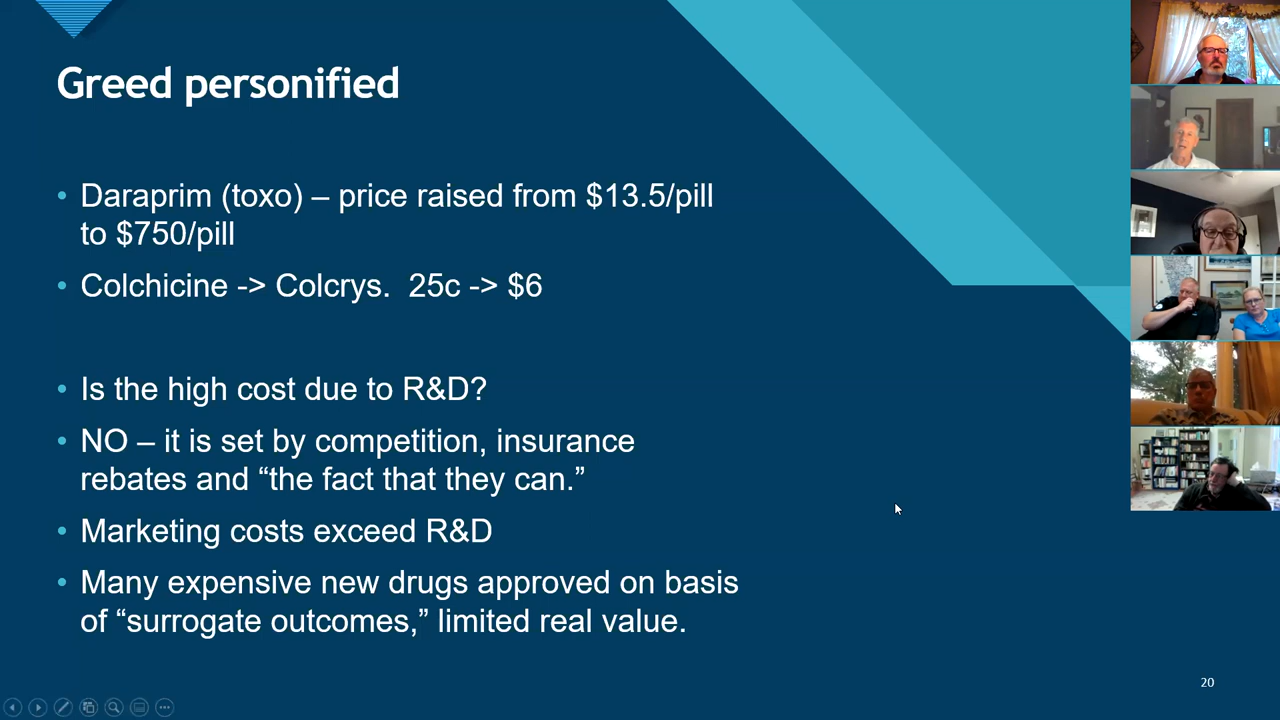 Greed personified
• Daraprim (toxo) – price raised from $13.5/pill
to $750/pill
• Colchicine -> Colcrys.  25c -> $6
• Is the high cost due to R&D?
• NO – it is set by competition, insurance
rebates and “the fact that they can.”
• Marketing costs exceed R&D
• Many expensive new drugs approved on basis
of “surrogate outcomes,” limited real value.
20